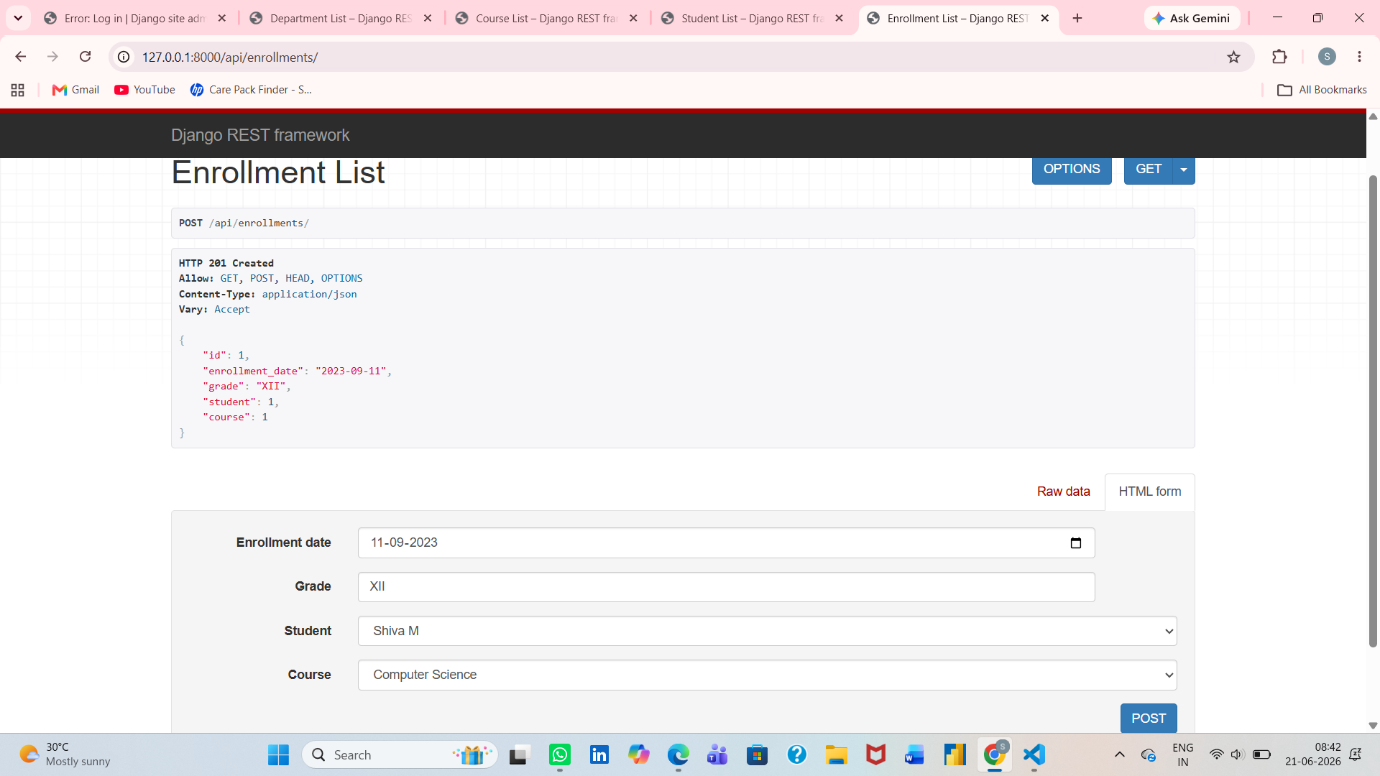 Error: Log in | Django site adm
Department List – Django RES
Course List – Django REST fra
Student List – Django REST fr
Enrollment List – Django REST
Ask Gemini
127.0.0.1:8000/api/enrollments/
S
Gmail
YouTube
hp
Care Pack Finder - S...
All Bookmarks
Django REST framework
Enrollment List
OPTIONS
GET
POST /api/enrollments/
HTTP 201 Created
Allow: GET, POST, HEAD, OPTIONS
Content-Type: application/json
Vary: Accept
{
"id": 1,
"enrollment_date": "2023-09-11",
"grade": "XII",
"student": 1,
"course": 1
}
Raw data
HTML form
Enrollment date
11-09-2023
Grade
XII
Student
Shiva M
Course
Computer Science
POST
30°C
Mostly sunny
Search
ENG
IN
08:42
21-06-2026